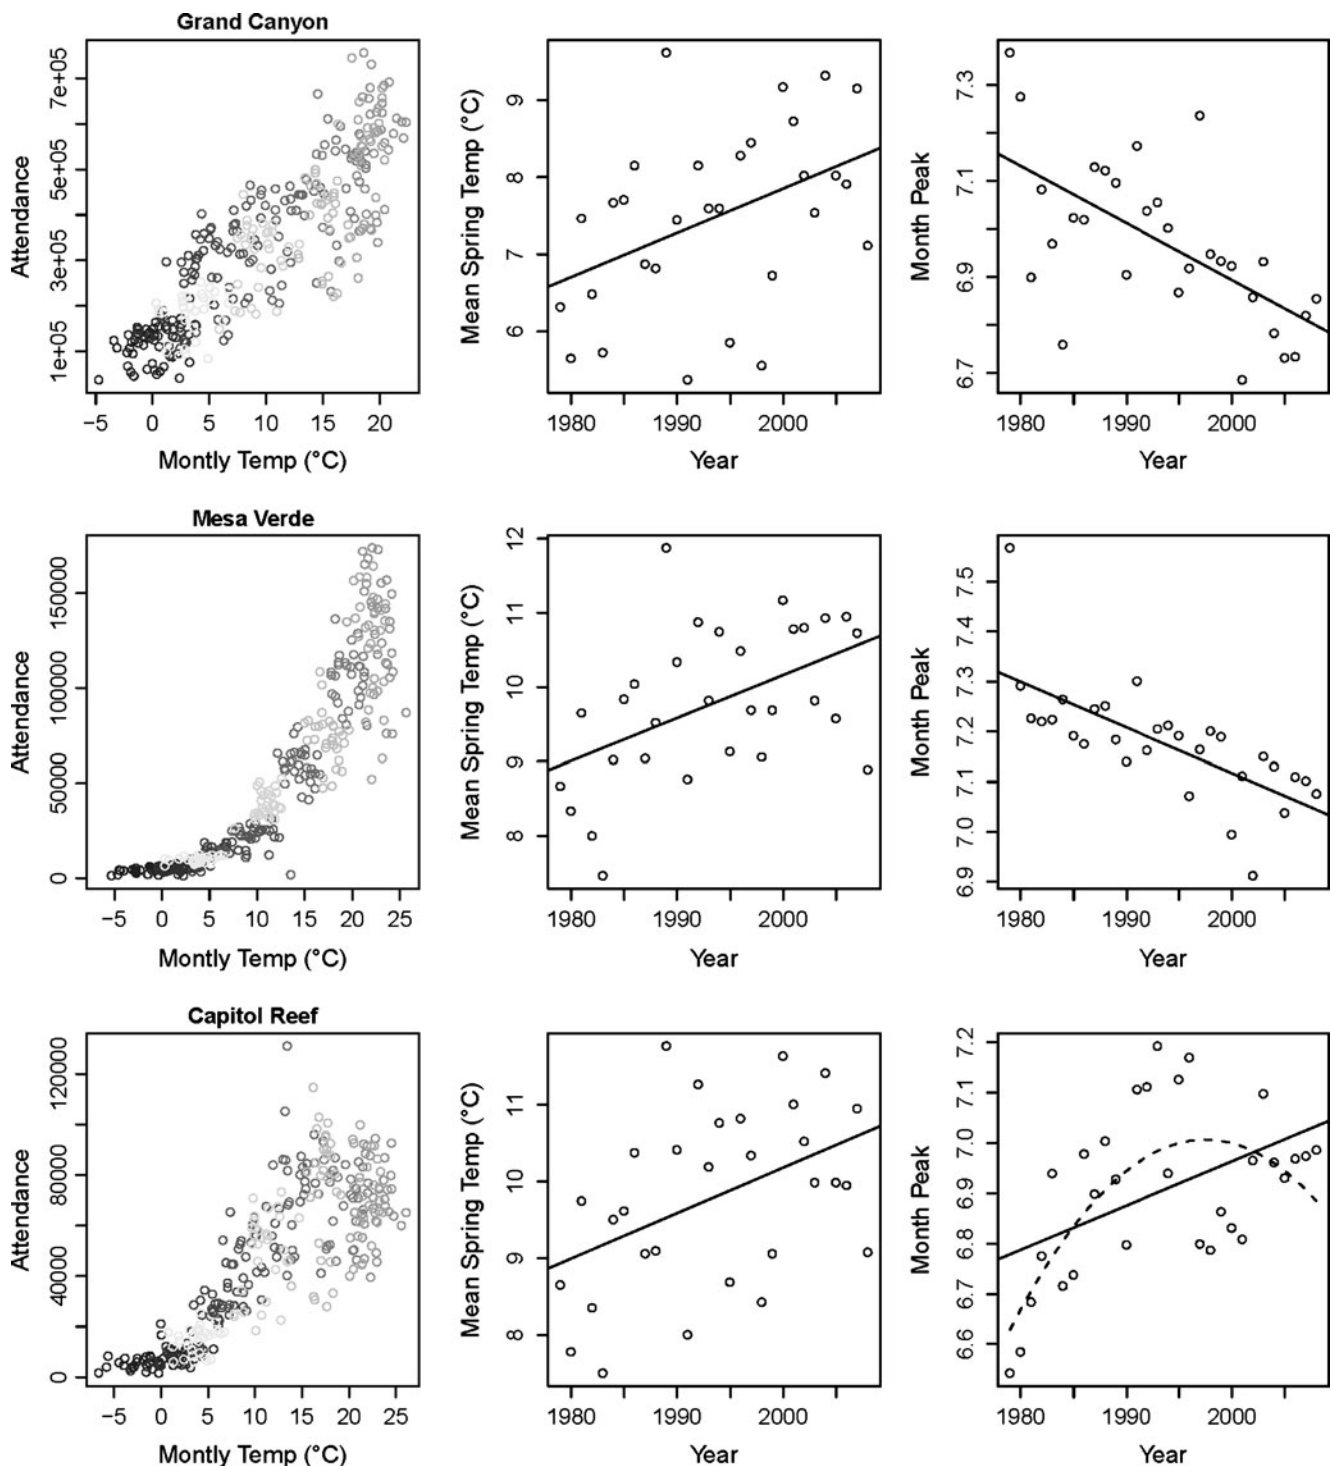 Grand Canyon
Attendance
1e+05 3e+05 5e+05 7e+05
−5 0 5 10 15 20
Montly Temp (°C)
Mean Spring Temp (°C)
6 7 8 9
1980 1990 2000
Year
Month Peak
6.7 6.9 7.1 7.3
1980 1990 2000
Year
Mesa Verde
Attendance
0 50000 100000 150000
−5 0 5 10 15 20 25
Montly Temp (°C)
Mean Spring Temp (°C)
8 9 10 11 12
1980 1990 2000
Year
Month Peak
6.9 7.0 7.1 7.2 7.3 7.4 7.5
1980 1990 2000
Year
Capitol Reef
Attendance
0 40000 80000 120000
−5 0 5 10 15 20 25
Montly Temp (°C)
Mean Spring Temp (°C)
8 9 10 11
1980 1990 2000
Year
Month Peak
6.6 6.7 6.8 6.9 7.0 7.1 7.2
1980 1990 2000
Year